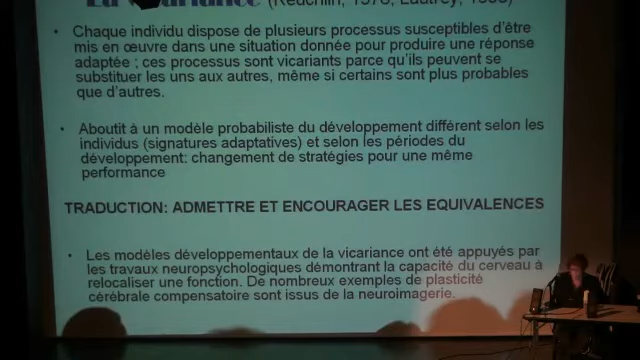 (Reuchlin, 1978; Lautrey, 1990)
• Chaque individu dispose de plusieurs processus susceptibles d'être
mis en œuvre dans une situation donnée pour produire une réponse
adaptée ; ces processus sont vicariants parce qu'ils peuvent se
substituer les uns aux autres, même si certains sont plus probables
que d'autres.
• Aboutit à un modèle probabiliste du développement différent selon les
individus (signatures adaptatives) et selon les périodes du
développement: changement de stratégies pour une même
performance
TRADUCTION: ADMETTRE ET ENCOURAGER LES EQUIVALENCES
• Les modèles développementaux de la vicariance ont été appuyés par
les travaux neuropsychologiques démontrant la capacité du cerveau à
relocaliser une fonction. De nombreux exemples de plasticité
cérébrale compensatoire sont issus de la neuroimagerie.